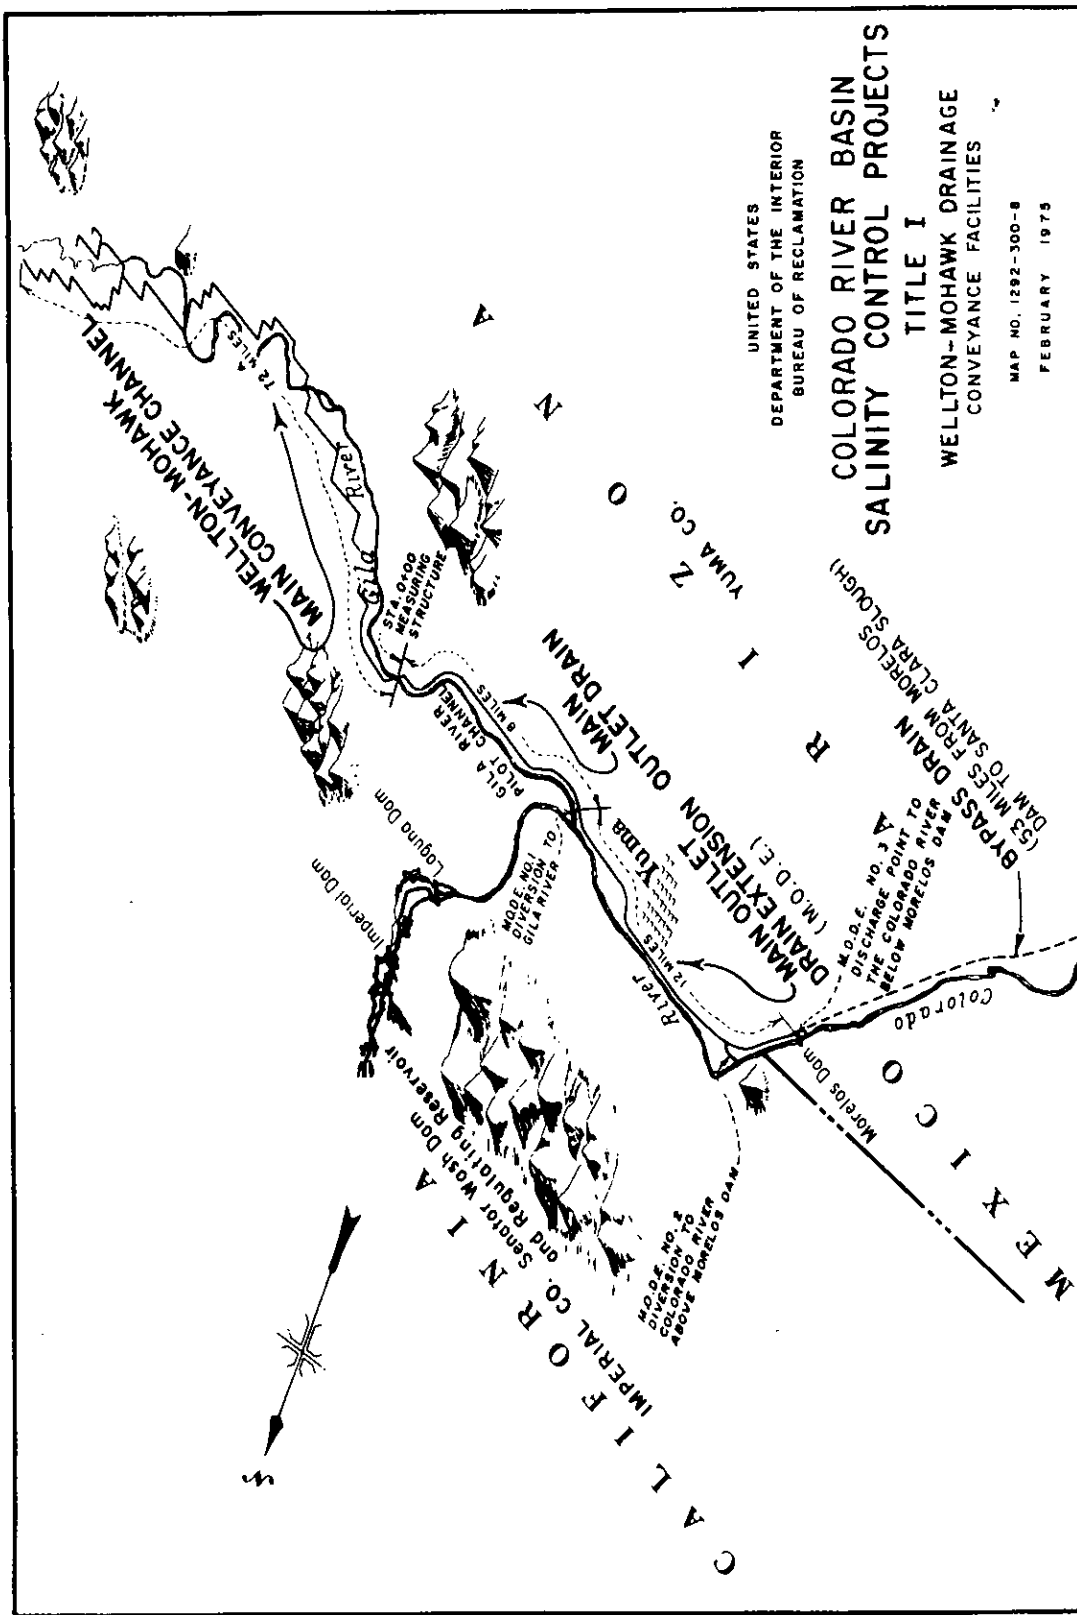 UNITED STATES
DEPARTMENT OF THE INTERIOR
BUREAU OF RECLAMATION
COLORADO RIVER BASIN
SALINITY CONTROL PROJECTS
TITLE I
WELLTON-MOHAWK DRAINAGE
CONVEYANCE FACILITIES
MAP NO. 1292-300-8
FEBRUARY 1975
WELLTON-MOHAWK
MAIN CONVEYANCE CHANNEL
72 MILES
Gila River
STA. 0+00
MEASURING
STRUCTURE
GILA
RIVER
PILOT
CHANNEL
8 MILES
MAIN
OUTLET DRAIN
MAIN OUTLET EXTENSION
DRAIN EXTENSION
(M.O.D.E.)
12 MILES
Yuma
River
Laguna Dam
Imperial Dam
M.O.D.E. NO. 1
DIVERSION TO
GILA RIVER
Senator Wash Dam
and Regulating Reservoir
CALIFORNIA
IMPERIAL CO.
M.O.D.E. NO. 2
DIVERSION TO
COLORADO RIVER
ABOVE MORELOS DAM
M.O.D.E. NO. 3
DISCHARGE POINT TO
THE COLORADO RIVER
BELOW MORELOS DAM
BYPASS DRAIN
(53 MILES FROM MORELOS
DAM TO SANTA CLARA SLOUGH)
Morelos Dam
Colorado
MEXICO
ARIZONA
YUMA CO.
N